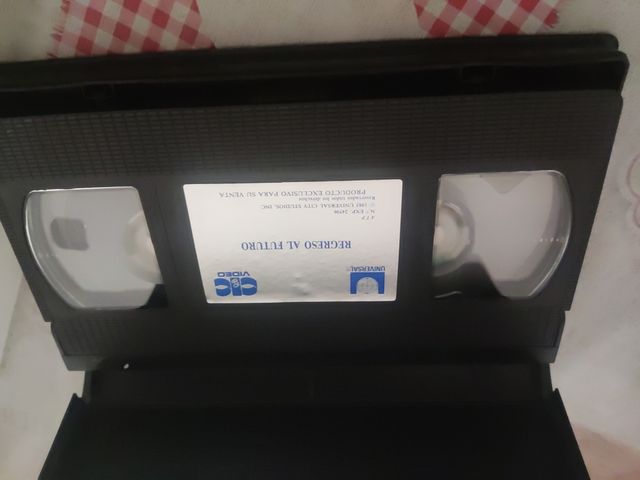 UNIVERSAL
CIC
VIDEO
REGRESO AL FUTURO
© 1985 UNIVERSAL CITY STUDIOS, INC.
Reservados todos los derechos
PRODUCTO EXCLUSIVO PARA SU VENTA